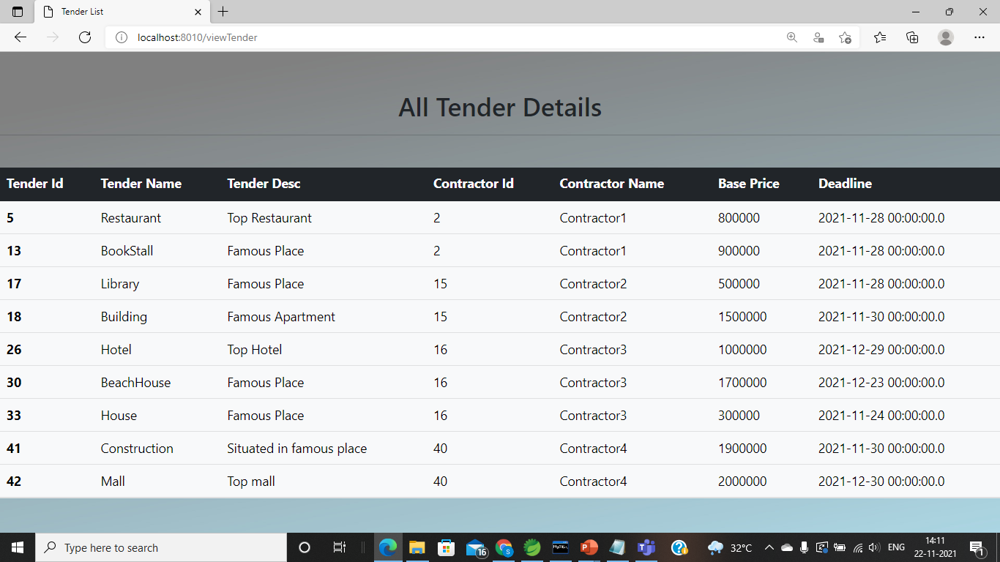 Tender List
localhost:8010/viewTender
All Tender Details
Tender Id Tender Name Tender Desc Contractor Id Contractor Name Base Price Deadline
5 Restaurant Top Restaurant 2 Contractor1 800000 2021-11-28 00:00:00.0
13 BookStall Famous Place 2 Contractor1 900000 2021-11-28 00:00:00.0
17 Library Famous Place 15 Contractor2 500000 2021-11-28 00:00:00.0
18 Building Famous Apartment 15 Contractor2 1500000 2021-11-30 00:00:00.0
26 Hotel Top Hotel 16 Contractor3 1000000 2021-12-29 00:00:00.0
30 BeachHouse Famous Place 16 Contractor3 1700000 2021-12-23 00:00:00.0
33 House Famous Place 16 Contractor3 300000 2021-11-24 00:00:00.0
41 Construction Situated in famous place 40 Contractor4 1900000 2021-11-30 00:00:00.0
42 Mall Top mall 40 Contractor4 2000000 2021-12-30 00:00:00.0
Type here to search 16 S MySQL 32°C ENG 14:11
22-11-2021 1